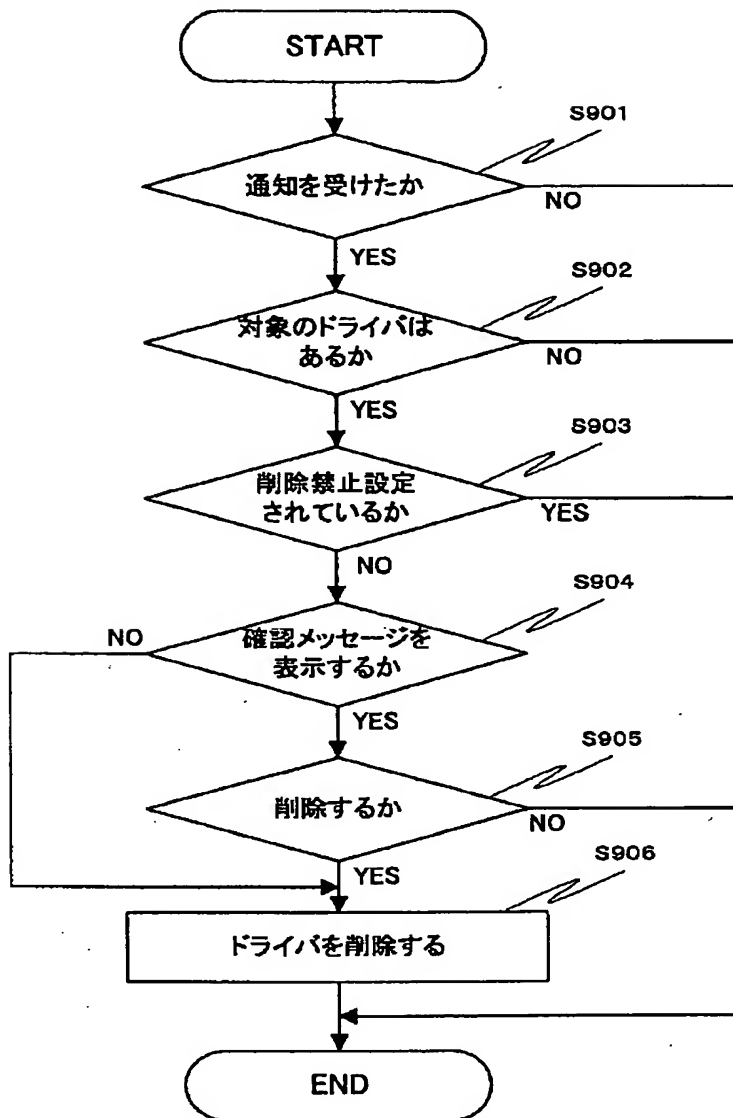 START
S901
通知を受けたか
NO
YES
S902
対象のドライバは
あるか
NO
YES
S903
削除禁止設定
されているか
YES
NO
S904
NO
確認メッセージを
表示するか
YES
S905
削除するか
NO
YES
S906
ドライバを削除する
END